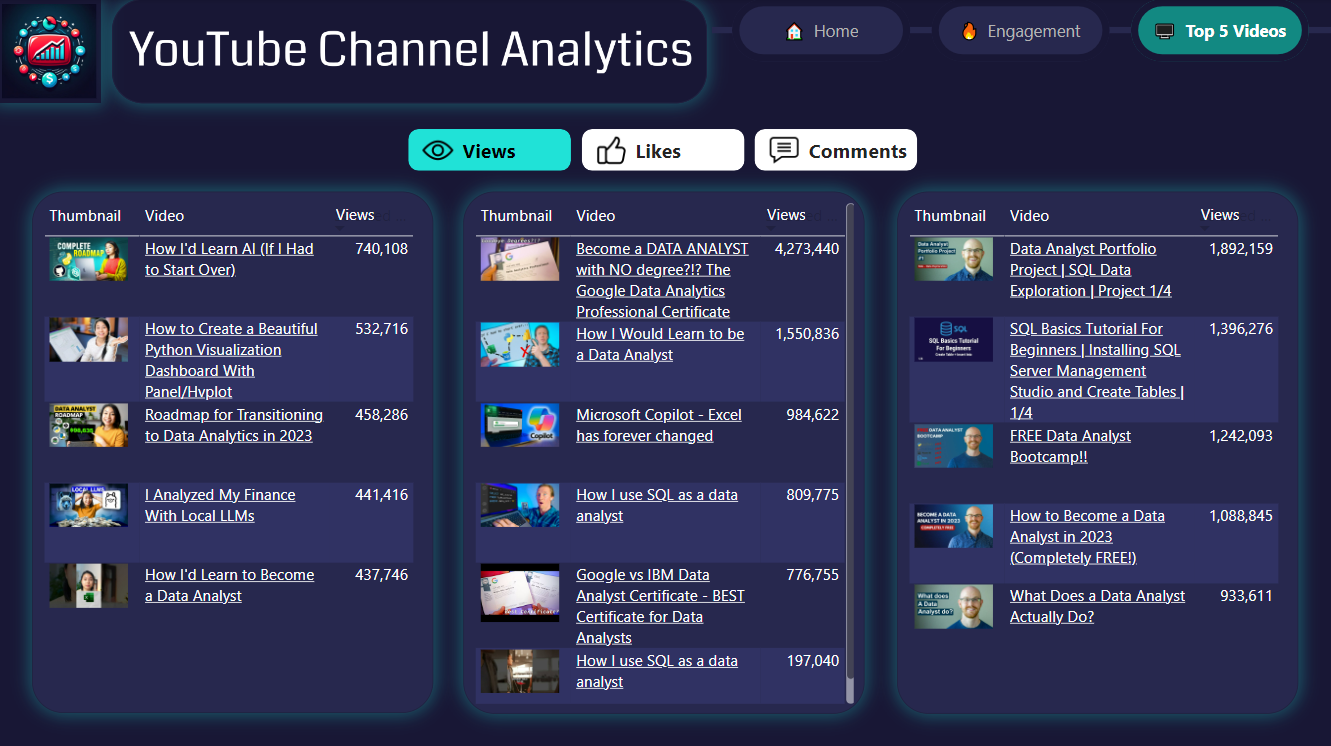 YouTube Channel Analytics
Home
Engagement
Top 5 Videos
Views
Likes
Comments
Thumbnail Video Views
COMPLETE
ROADMAP
How I'd Learn AI (If I Had
to Start Over)
740,108
How to Create a Beautiful
Python Visualization
Dashboard With
Panel/Hvplot
532,716
DATA ANALYST
ROADMAP
Roadmap for Transitioning
to Data Analytics in 2023
458,286
LOCAL LLMs
I Analyzed My Finance
With Local LLMs
441,416
How I'd Learn to Become
a Data Analyst
437,746
Thumbnail Video Views
Become a DATA ANALYST
with NO degree?!? The
Google Data Analytics
Professional Certificate
4,273,440
How I Would Learn to be
a Data Analyst
1,550,836
Copilot
Microsoft Copilot - Excel
has forever changed
984,622
How I use SQL as a data
analyst
809,775
Google vs IBM Data
Analyst Certificate - BEST
Certificate for Data
Analysts
776,755
How I use SQL as a data
analyst
197,040
Thumbnail Video Views
Data Analyst
Portfolio
Project
Data Analyst Portfolio
Project | SQL Data
Exploration | Project 1/4
1,892,159
SQL
SQL Basics Tutorial
For Beginners
SQL Basics Tutorial For
Beginners | Installing SQL
Server Management
Studio and Create Tables |
1/4
1,396,276
DATA ANALYST
BOOTCAMP
FREE Data Analyst
Bootcamp!!
1,242,093
BECOME A DATA
ANALYST IN 2023
COMPLETELY FREE
How to Become a Data
Analyst in 2023
(Completely FREE!)
1,088,845
What does
A Data
Analyst do?
What Does a Data Analyst
Actually Do?
933,611